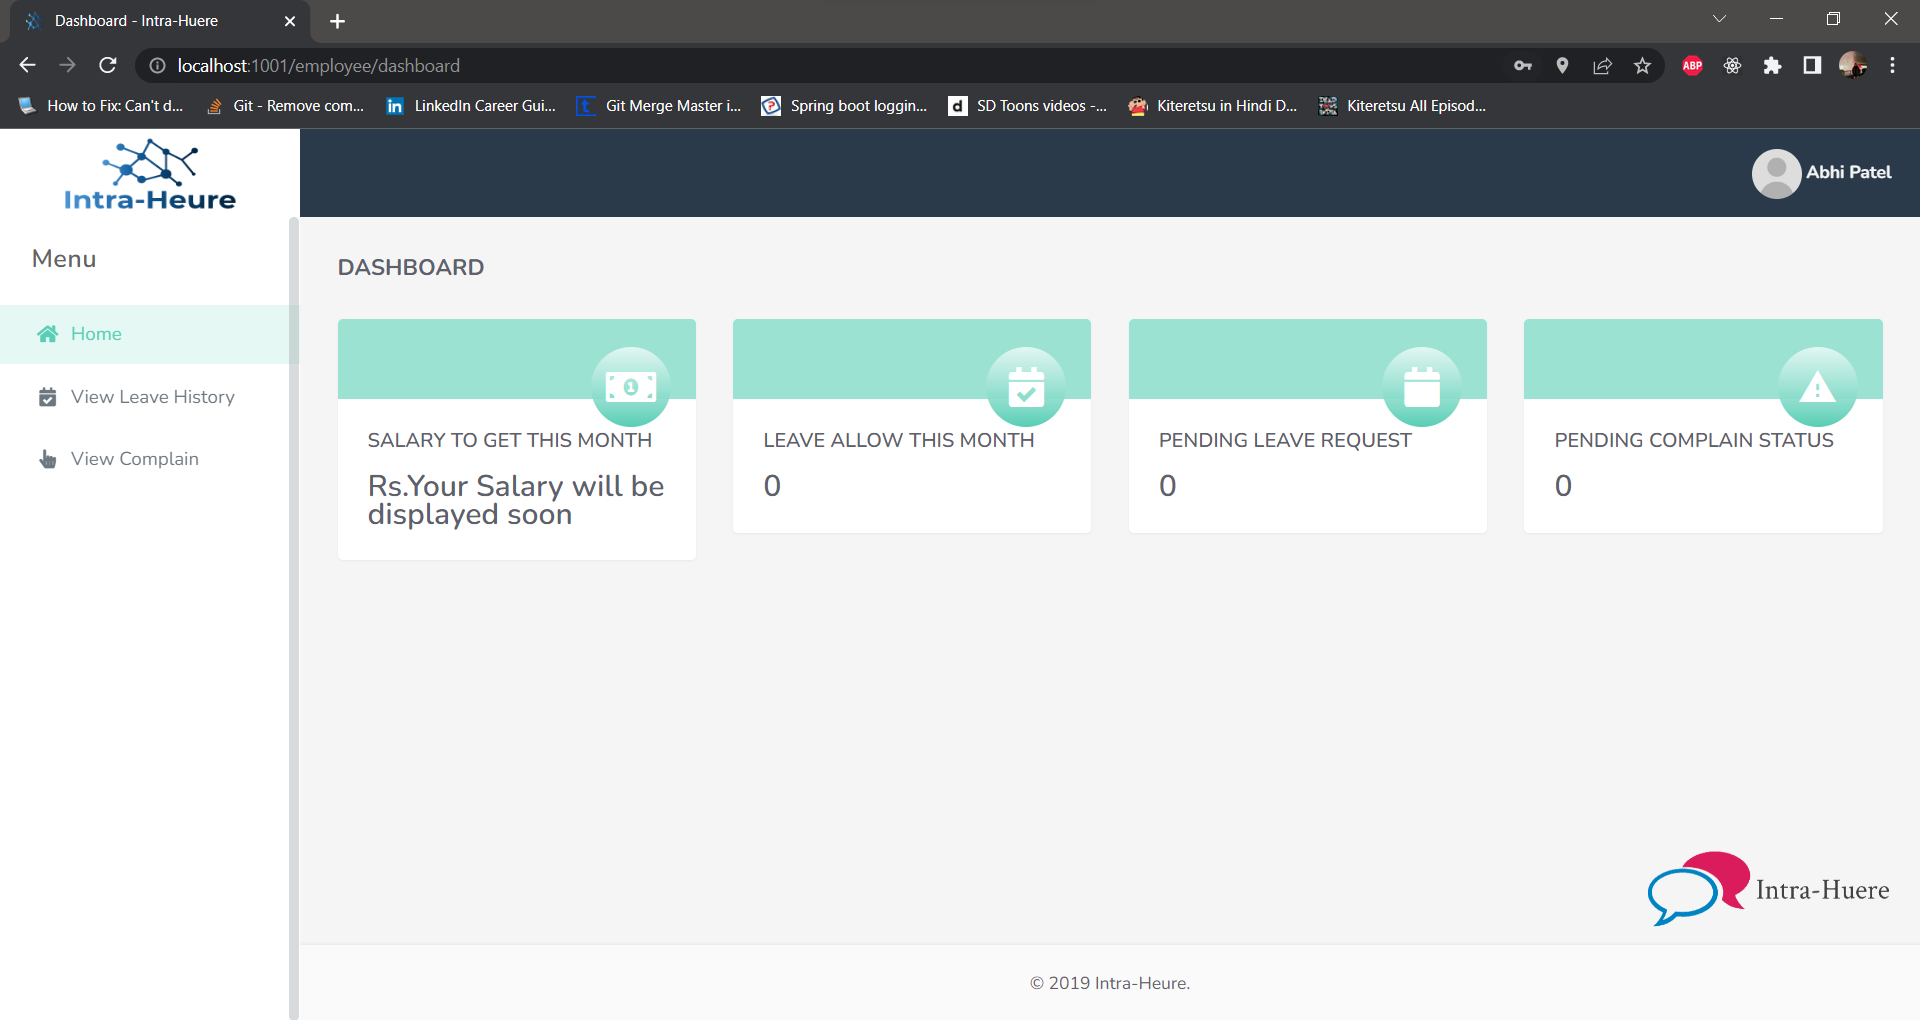 Dashboard - Intra-Huere
localhost:1001/employee/dashboard
ABP
How to Fix: Can't d...
Git - Remove com...
LinkedIn Career Gui...
Git Merge Master i...
Spring boot loggin...
SD Toons videos -...
Kiteretsu in Hindi D...
Kiteretsu All Episod...
Intra-Heure
Abhi Patel
Menu
Home
View Leave History
View Complain
DASHBOARD
SALARY TO GET THIS MONTH
Rs.Your Salary will be
displayed soon
LEAVE ALLOW THIS MONTH
0
PENDING LEAVE REQUEST
0
PENDING COMPLAIN STATUS
0
Intra-Huere
© 2019 Intra-Heure.